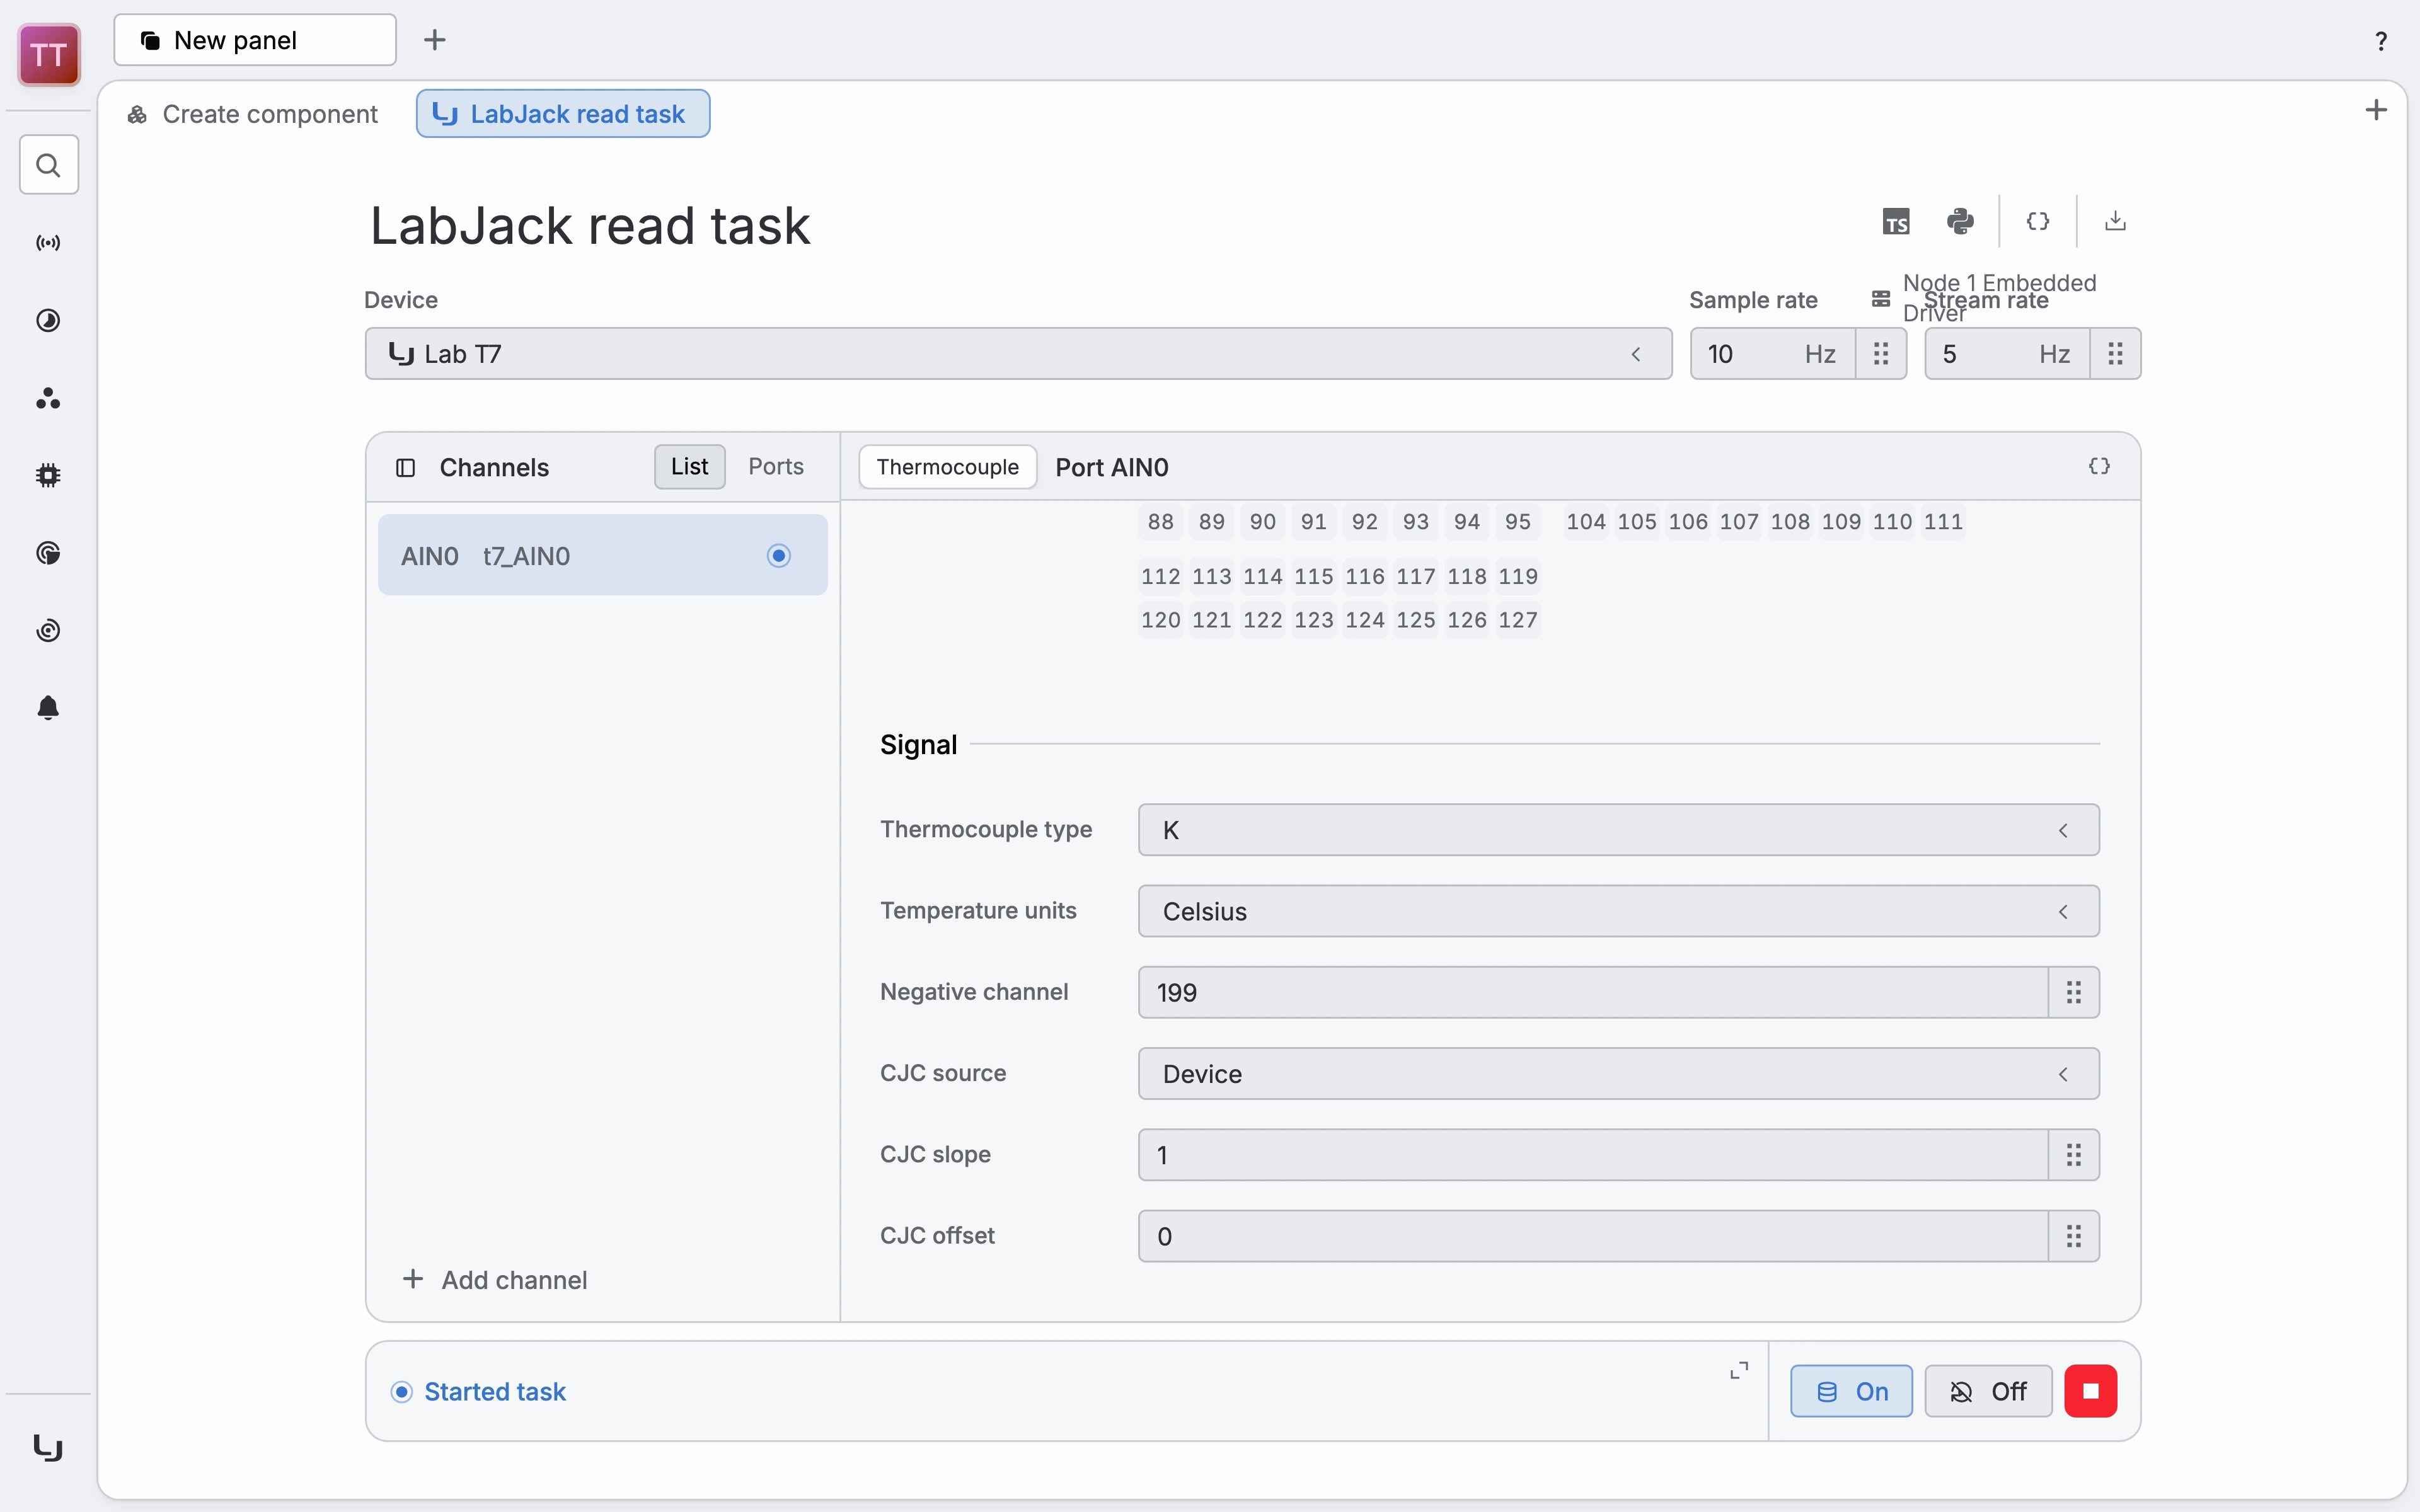 TT
New panel
?
Create component
LabJack read task
LabJack read task
TS
Node 1 Embedded
Driver
Device
Sample rate
Stream rate
Lab T7
10 Hz
5 Hz
Channels
List
Ports
Thermocouple
Port AIN0
AIN0 t7_AIN0
88 89 90 91 92 93 94 95 104 105 106 107 108 109 110 111
112 113 114 115 116 117 118 119
120 121 122 123 124 125 126 127
Signal
Thermocouple type K
Temperature units Celsius
Negative channel 199
CJC source Device
CJC slope 1
CJC offset 0
Add channel
Started task
On
Off